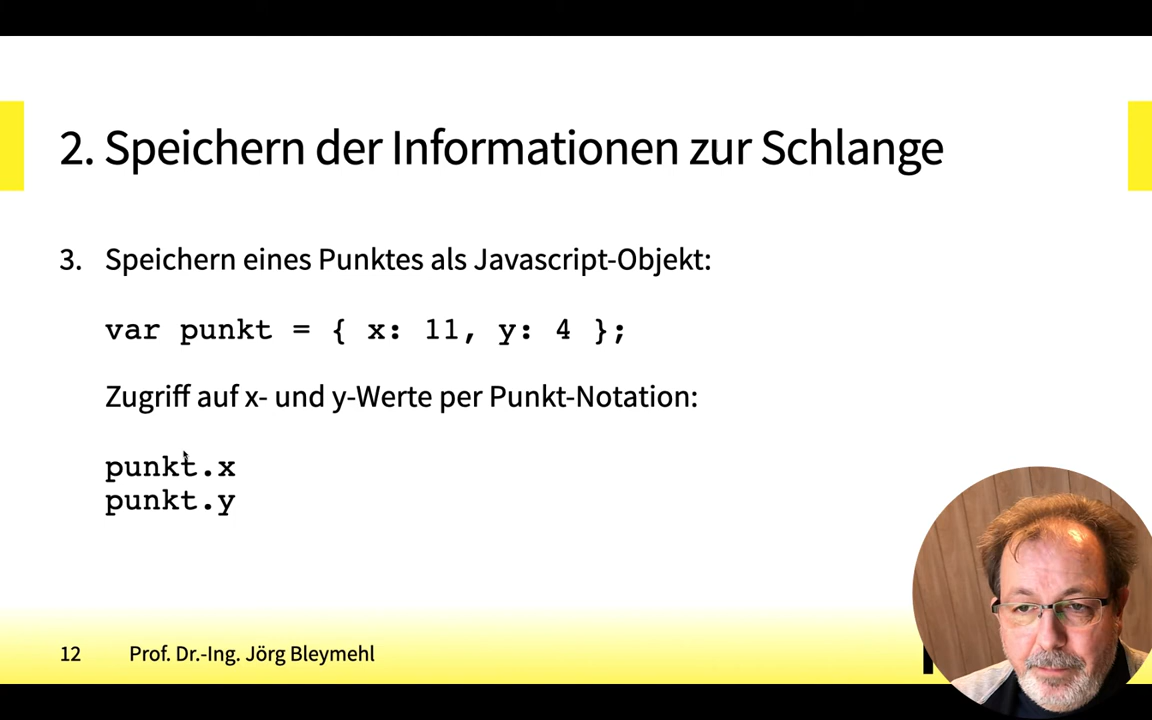 2. Speichern der Informationen zur Schlange
3. Speichern eines Punktes als Javascript-Objekt:
var punkt = { x: 11, y: 4 };
Zugriff auf x- und y-Werte per Punkt-Notation:
punkt.x
punkt.y
12 Prof. Dr.-Ing. Jörg Bleymehl